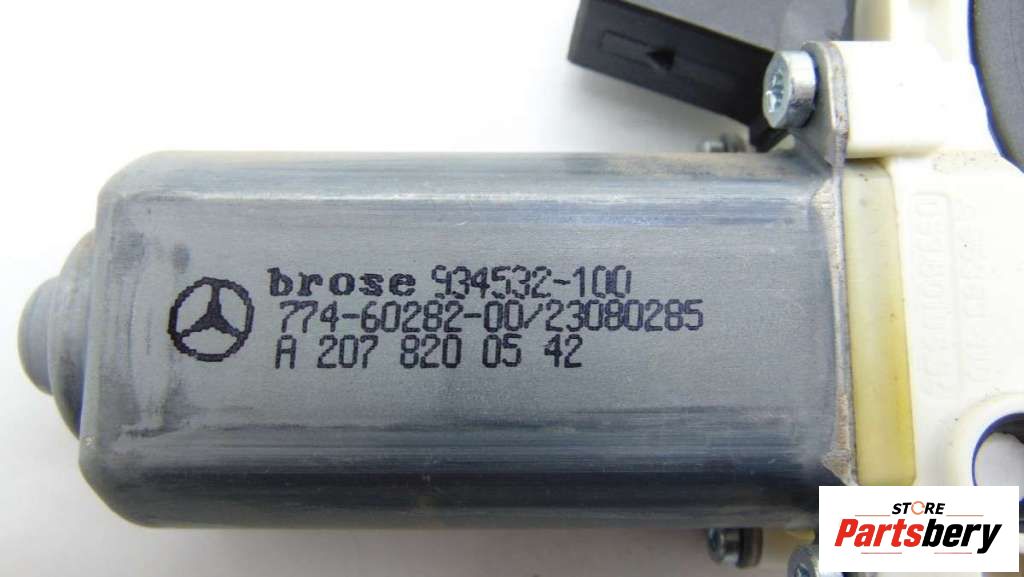 brose 934532-100
774-60282-00/23080285
A 207 820 05 42
STORE
Partsbery